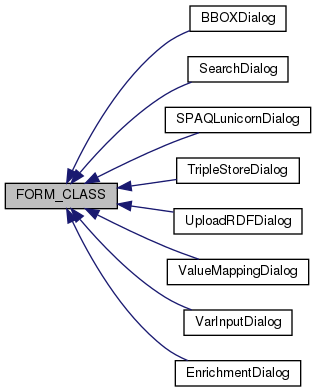 BBOXDialog
SearchDialog
SPAQLunicornDialog
TripleStoreDialog
FORM_CLASS
UploadRDFDialog
ValueMappingDialog
VarInputDialog
EnrichmentDialog